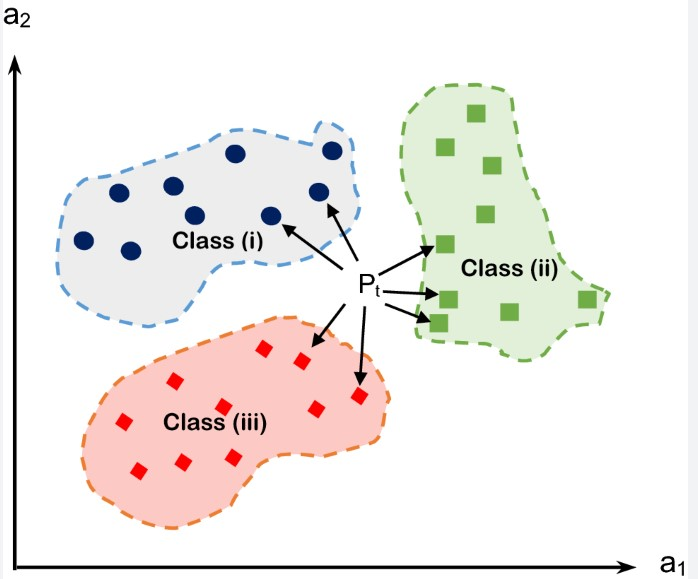 a₂
Class (i)
Class (ii)
Pₜ
Class (iii)
a₁